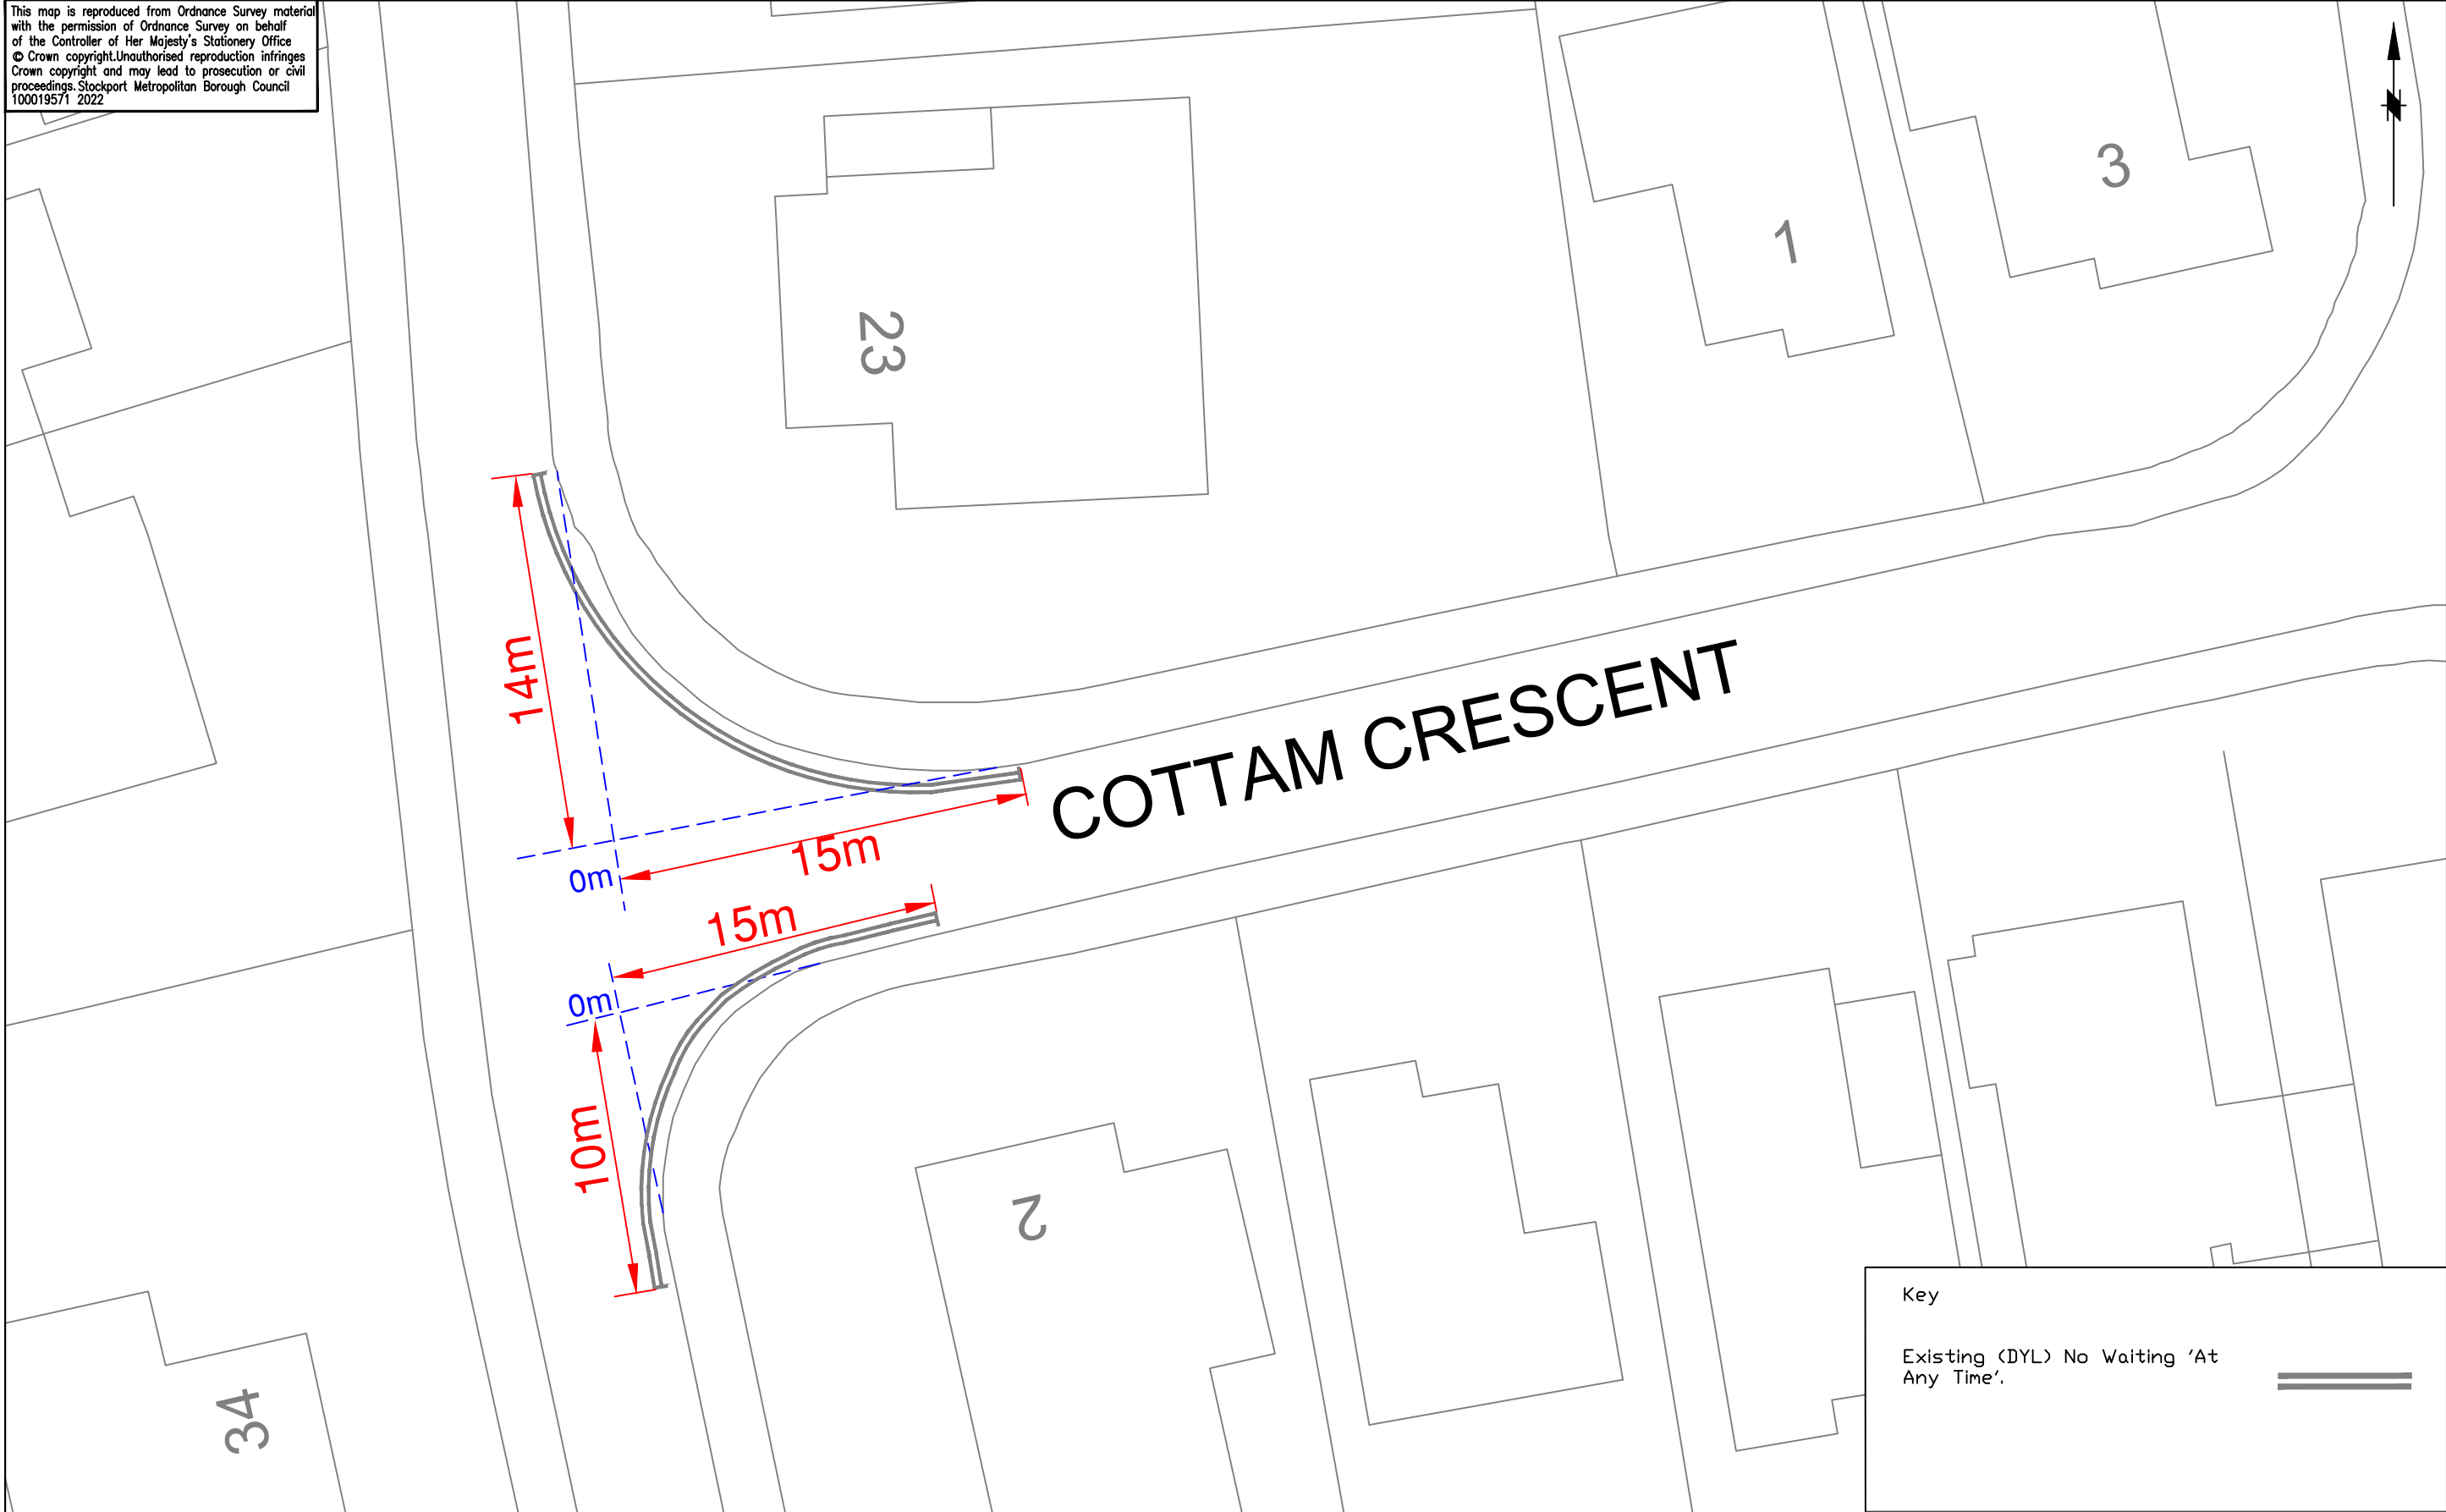 This map is reproduced from Ordnance Survey material
with the permission of Ordnance Survey on behalf
of the Controller of Her Majesty's Stationery Office
© Crown copyright.Unauthorised reproduction infringes
Crown copyright and may lead to prosecution or civil
proceedings. Stockport Metropolitan Borough Council
100019571 2022
N
3
1
23
14m
15m
COTTAM CRESCENT
0m
15m
0m
10m
2
34
Key
Existing (DYL) No Waiting 'At
Any Time'.